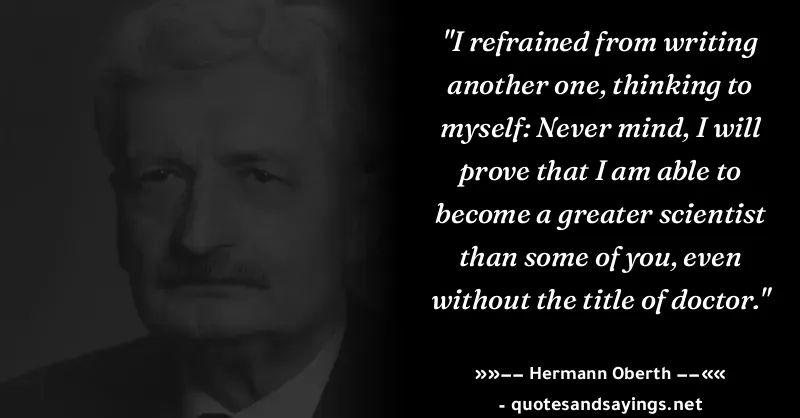 "I refrained from writing
another one, thinking to
myself: Never mind, I will
prove that I am able to
become a greater scientist
than some of you, even
without the title of doctor."
»»–– Hermann Oberth ––««
- quotesandsayings.net